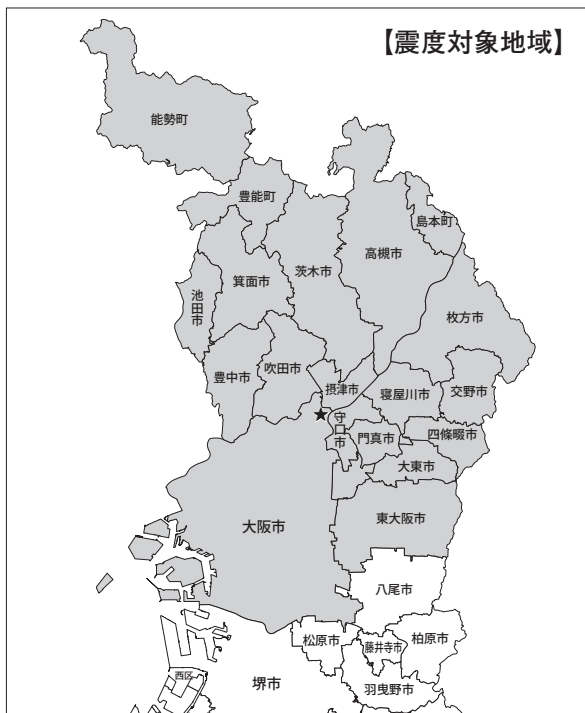 【震度対象地域】
能勢町
豊能町
島本町
高槻市
茨木市
箕面市
池田市
枚方市
豊中市
吹田市
摂津市
寝屋川市
交野市
守口市
門真市
四條畷市
大東市
大阪市
東大阪市
八尾市
松原市
藤井寺市
柏原市
西区
堺市
羽曳野市